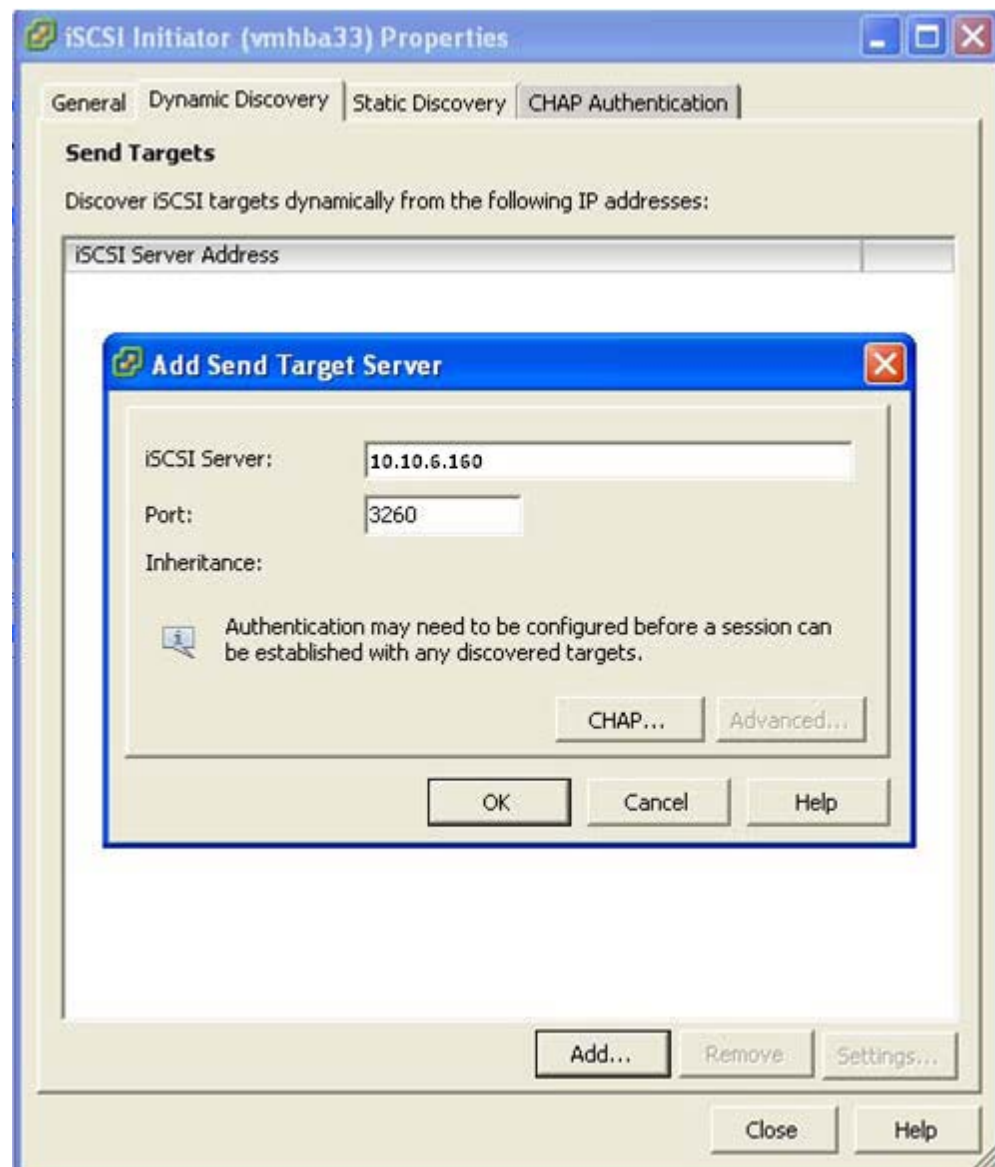 iSCSI Initiator (vmhba33) Properties
General Dynamic Discovery Static Discovery CHAP Authentication
Send Targets
Discover iSCSI targets dynamically from the following IP addresses:
iSCSI Server Address
Add Send Target Server
iSCSI Server: 10.10.6.160
Port: 3260
Inheritance:
Authentication may need to be configured before a session can
be established with any discovered targets.
CHAP... Advanced...
OK Cancel Help
Add... Remove Settings...
Close Help